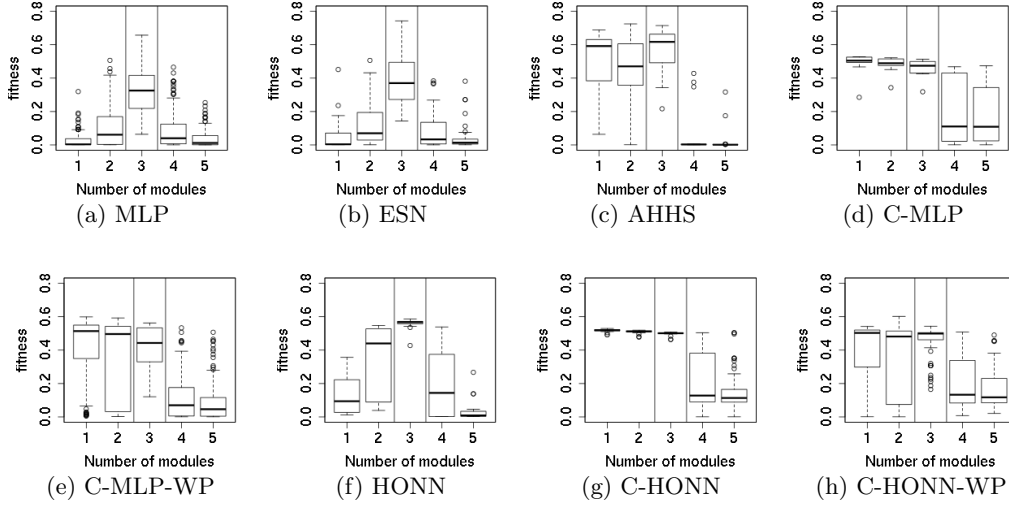 0.8
0.6
0.4
0.2
0.0
fitness
1 2 3 4 5
Number of modules
(a) MLP
0.8
0.6
0.4
0.2
0.0
fitness
1 2 3 4 5
Number of modules
(b) ESN
0.8
0.6
0.4
0.2
0.0
fitness
1 2 3 4 5
Number of modules
(c) AHHS
0.8
0.6
0.4
0.2
0.0
fitness
1 2 3 4 5
Number of modules
(d) C-MLP
0.8
0.6
0.4
0.2
0.0
fitness
1 2 3 4 5
Number of modules
(e) C-MLP-WP
0.8
0.6
0.4
0.2
0.0
fitness
1 2 3 4 5
Number of modules
(f) HONN
0.8
0.6
0.4
0.2
0.0
fitness
1 2 3 4 5
Number of modules
(g) C-HONN
0.8
0.6
0.4
0.2
0.0
fitness
1 2 3 4 5
Number of modules
(h) C-HONN-WP